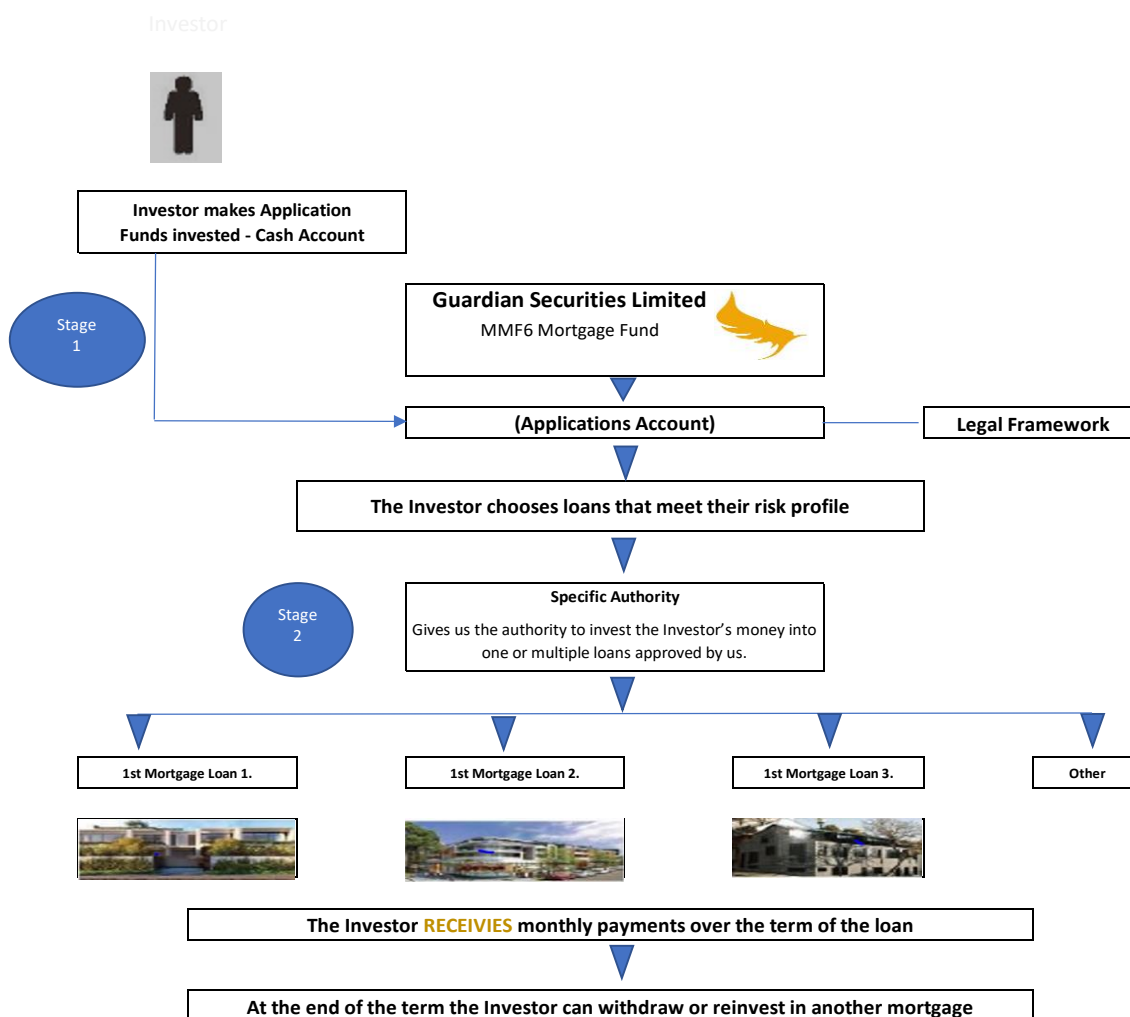 Investor
Investor makes Application
Funds invested - Cash Account
Stage
1
Guardian Securities Limited
MMF6 Mortgage Fund
(Applications Account)
Legal Framework
The Investor chooses loans that meet their risk profile
Stage
2
Specific Authority
Gives us the authority to invest the Investor’s money into
one or multiple loans approved by us.
1st Mortgage Loan 1.
1st Mortgage Loan 2.
1st Mortgage Loan 3.
Other
The Investor RECEIVIES monthly payments over the term of the loan
At the end of the term the Investor can withdraw or reinvest in another mortgage